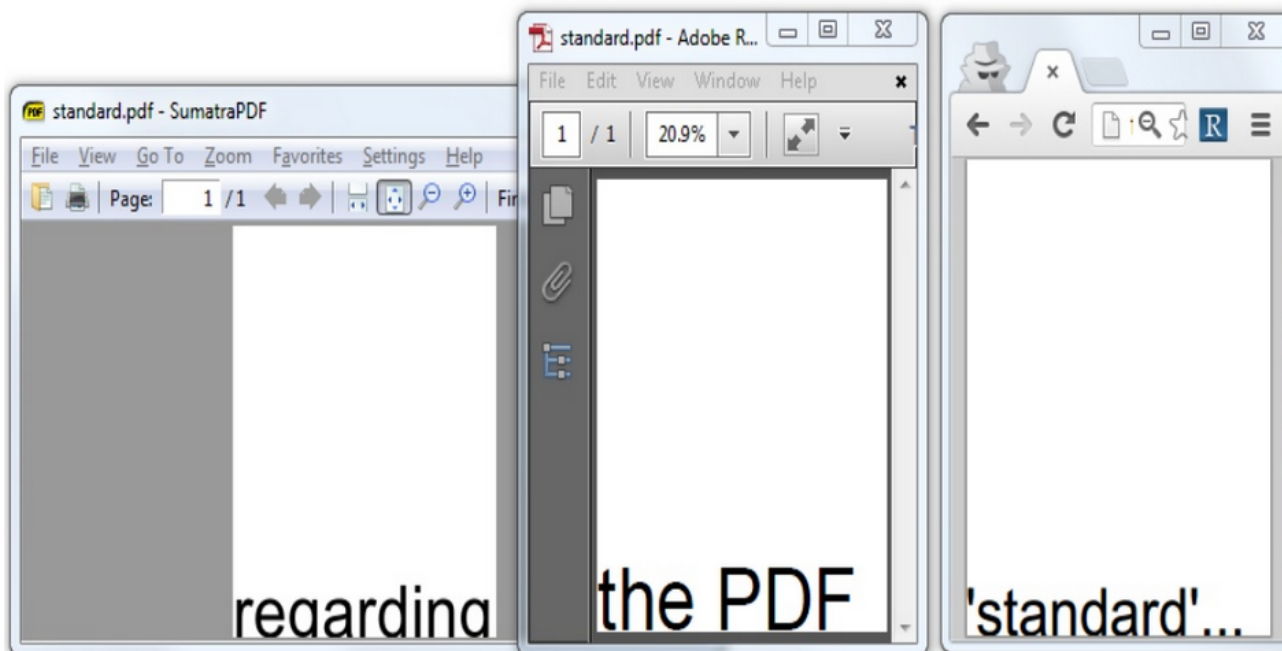 standard.pdf - SumatraPDF
File View Go To Zoom Favorites Settings Help
Page: 1 / 1
regarding
standard.pdf - Adobe R...
File Edit View Window Help
1 / 1 20.9%
the PDF
R
'standard'...